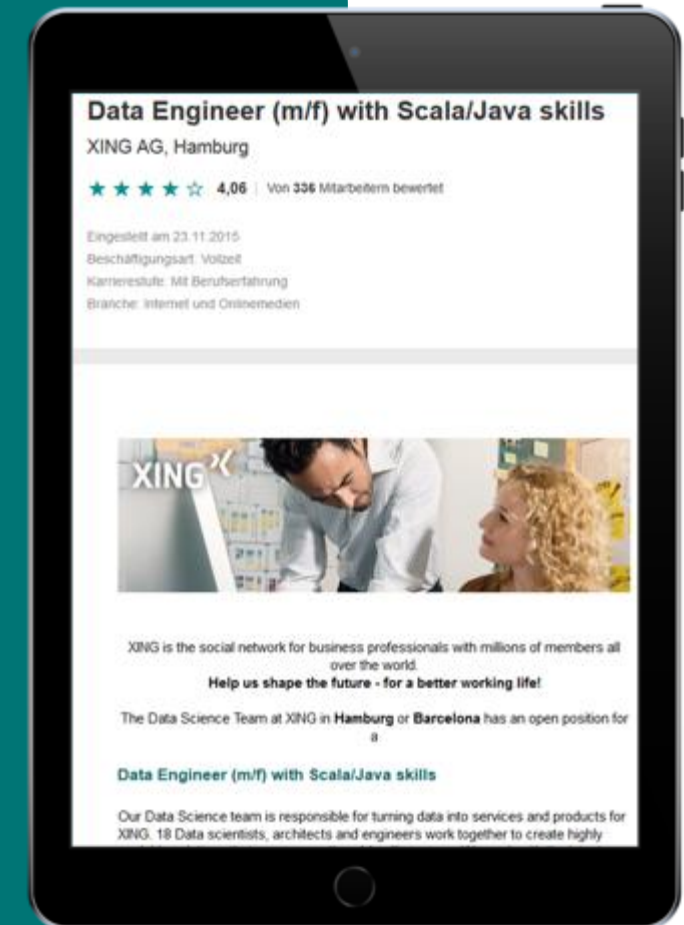 Data Engineer (m/f) with Scala/Java skills
XING AG, Hamburg
4,06 | Von 336 Mitarbeitern bewertet
Eingestellt am 23.11.2015
Beschäftigungsart: Vollzeit
Karrierestufe: Mit Berufserfahrung
Branche: Internet und Onlinemedien
XING
XING is the social network for business professionals with millions of members all
over the world.
Help us shape the future - for a better working life!
The Data Science Team at XING in Hamburg or Barcelona has an open position for
a
Data Engineer (m/f) with Scala/Java skills
Our Data Science team is responsible for turning data into services and products for
XING. 18 Data scientists, architects and engineers work together to create highly